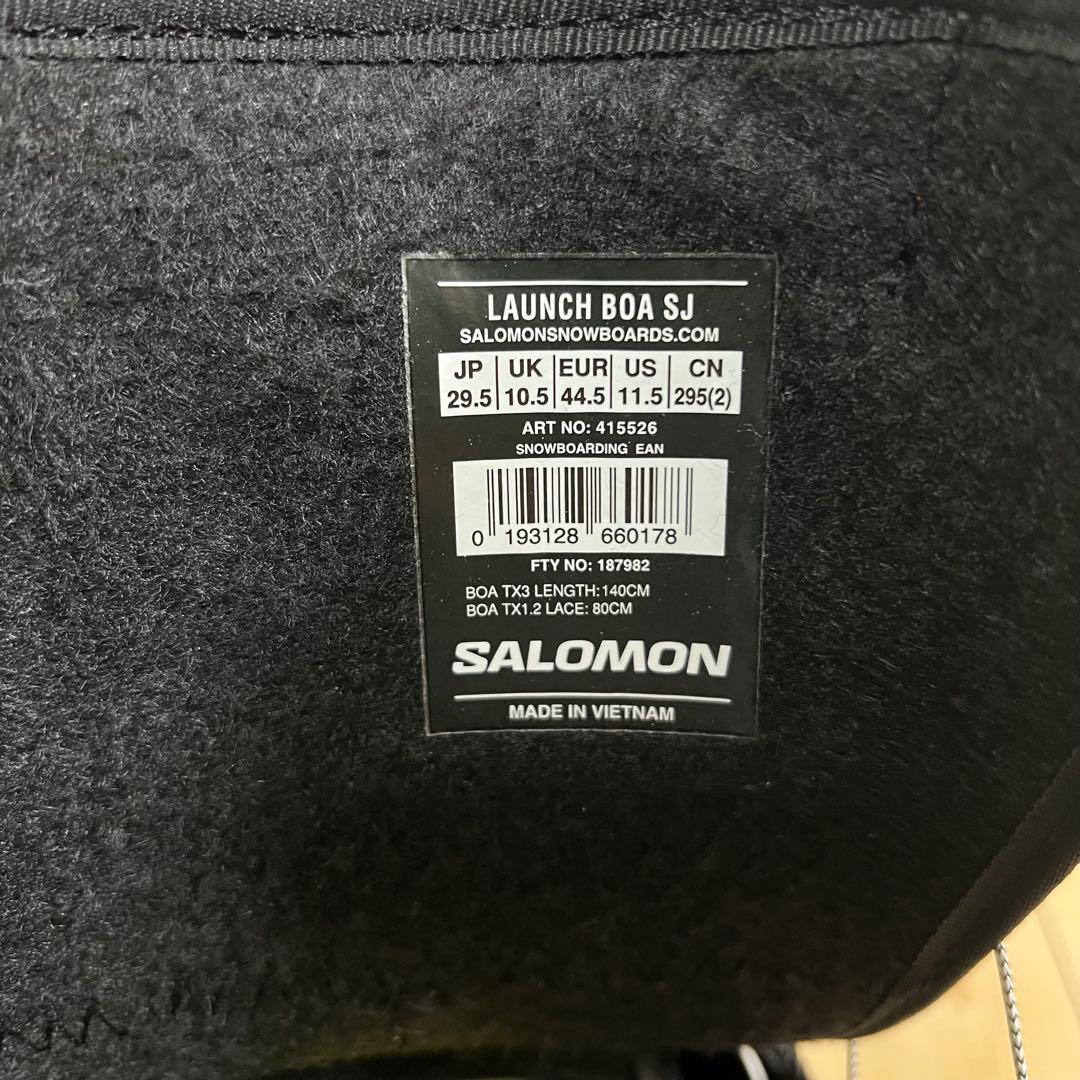 LAUNCH BOA SJ
SALOMONSNOWBOARDS.COM
JP UK EUR US CN
29.5 10.5 44.5 11.5 295(2)
ART NO: 415526
SNOWBOARDING EAN
0 193128 660178
FTY NO: 187982
BOA TX3 LENGTH:140CM
BOA TX1.2 LACE: 80CM
SALOMON
MADE IN VIETNAM